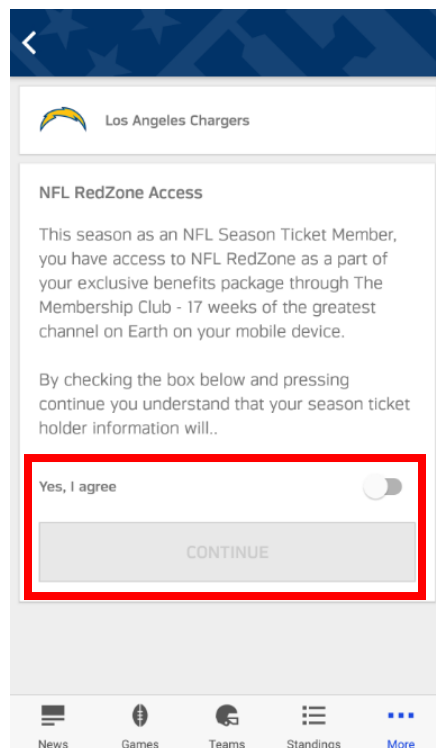 Los Angeles Chargers
NFL RedZone Access
This season as an NFL Season Ticket Member,
you have access to NFL RedZone as a part of
your exclusive benefits package through The
Membership Club - 17 weeks of the greatest
channel on Earth on your mobile device.
By checking the box below and pressing
continue you understand that your season ticket
holder information will..
Yes, I agree
CONTINUE
News Games Teams Standings More